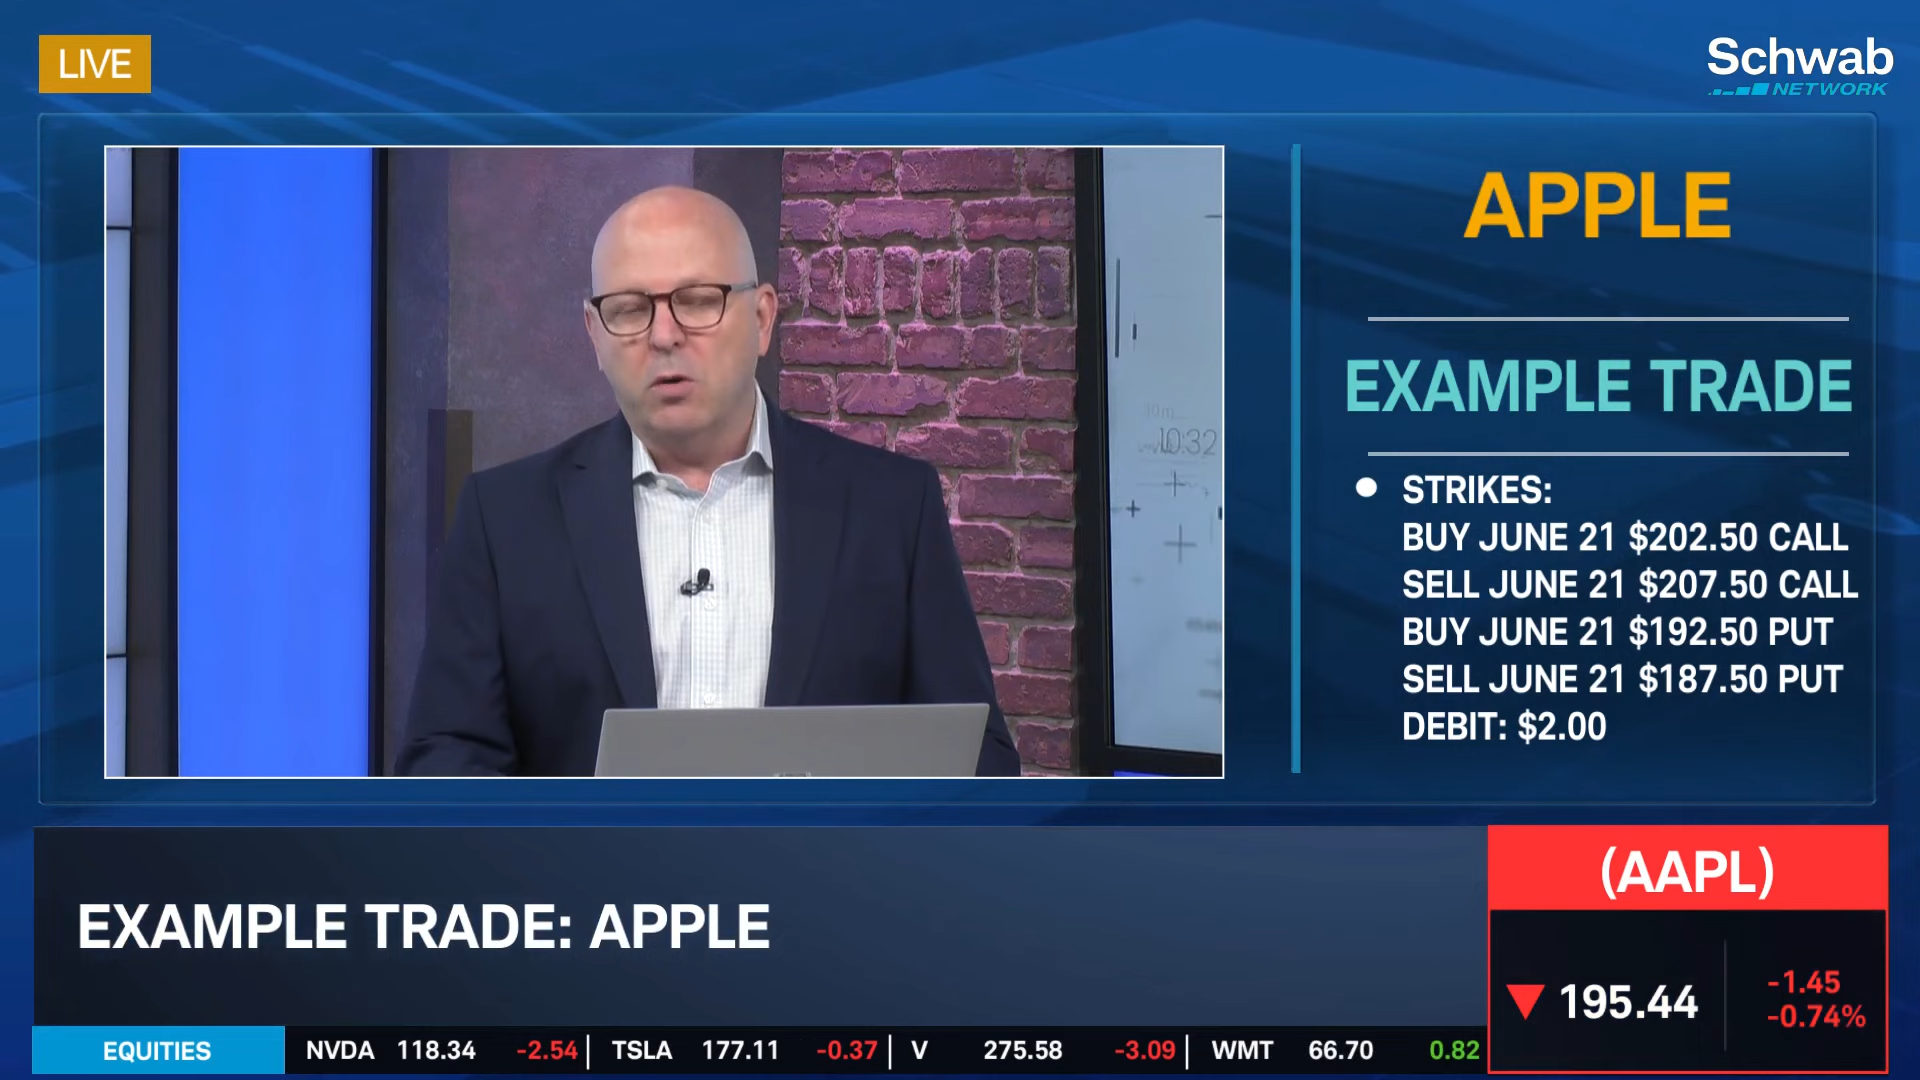 LIVE
Schwab
NETWORK
APPLE
EXAMPLE TRADE
STRIKES:
BUY JUNE 21 $202.50 CALL
SELL JUNE 21 $207.50 CALL
BUY JUNE 21 $192.50 PUT
SELL JUNE 21 $187.50 PUT
DEBIT: $2.00
10:32
EXAMPLE TRADE: APPLE
(AAPL)
195.44
-1.45
-0.74%
EQUITIES NVDA 118.34 -2.54 TSLA 177.11 -0.37 V 275.58 -3.09 WMT 66.70 0.82